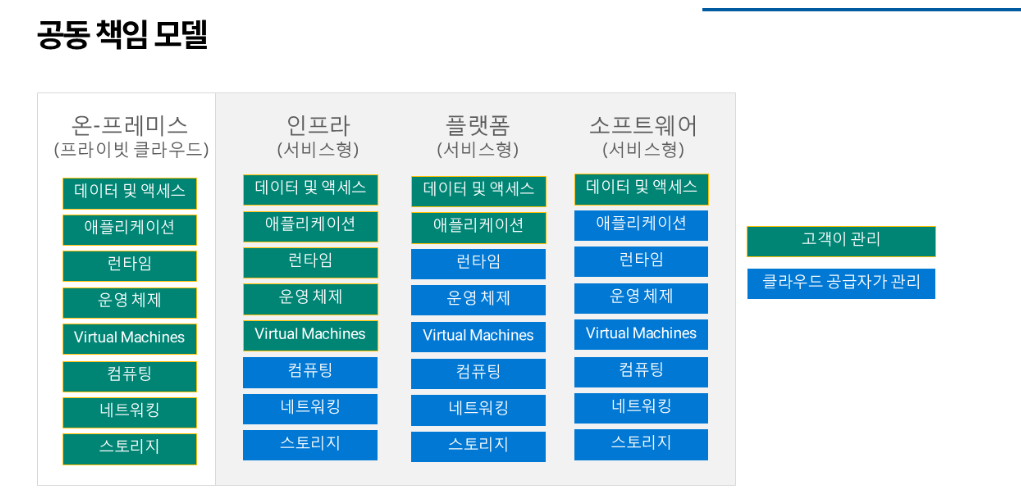 공동 책임 모델
온-프레미스
(프라이빗 클라우드)
데이터 및 액세스
애플리케이션
런타임
운영 체제
Virtual Machines
컴퓨팅
네트워킹
스토리지
인프라
(서비스형)
데이터 및 액세스
애플리케이션
런타임
운영 체제
Virtual Machines
컴퓨팅
네트워킹
스토리지
플랫폼
(서비스형)
데이터 및 액세스
애플리케이션
런타임
운영 체제
Virtual Machines
컴퓨팅
네트워킹
스토리지
소프트웨어
(서비스형)
데이터 및 액세스
애플리케이션
런타임
운영 체제
Virtual Machines
컴퓨팅
네트워킹
스토리지
고객이 관리
클라우드 공급자가 관리